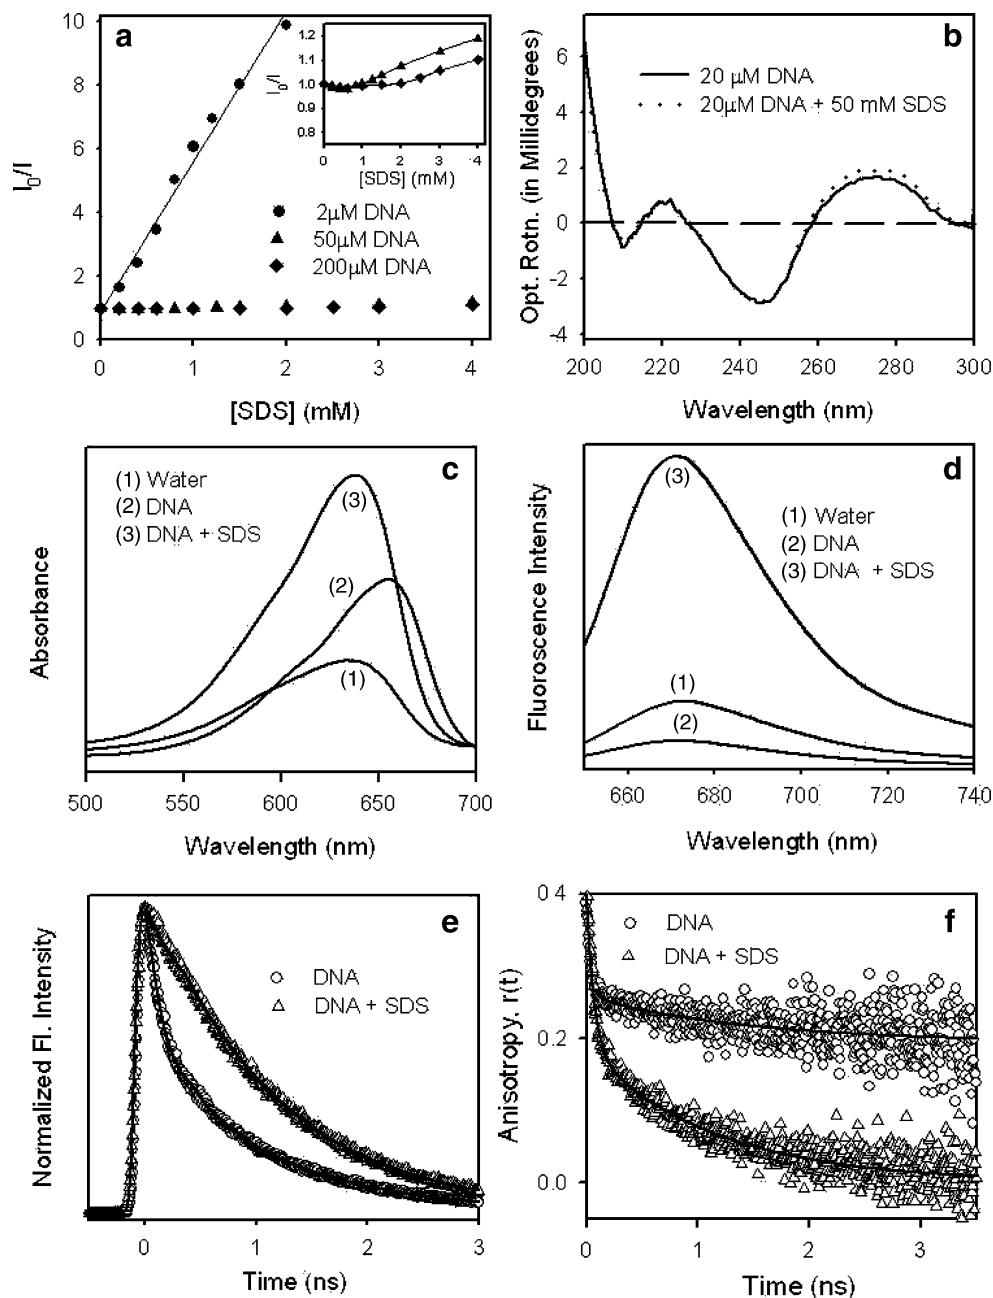 a
10
8
6
4
2
0
I0/I
0 1 2 3 4
[SDS] (mM)
1.2
1.1
1.0
0.9
0.8
I0/I
0 1 2 3 4
[SDS] (mM)
2µM DNA
50µM DNA
200µM DNA
b
6
4
2
0
-2
-4
Opt. Rotn. (in Millidegrees)
20 µM DNA
20µM DNA + 50 mM SDS
200 220 240 260 280 300
Wavelength (nm)
c
(1) Water
(2) DNA
(3) DNA + SDS
(3)
(2)
(1)
Absorbance
500 550 600 650 700
Wavelength (nm)
d
(1) Water
(2) DNA
(3) DNA + SDS
(3)
(1)
(2)
Fluoroscence Intensity
660 680 700 720 740
Wavelength (nm)
e
DNA
DNA + SDS
Normalized Fl. Intensity
0 1 2 3
Time (ns)
f
DNA
DNA + SDS
0 4
0.2
0.0
Anisotropy. r(t)
0 1 2 3
Time (ns)